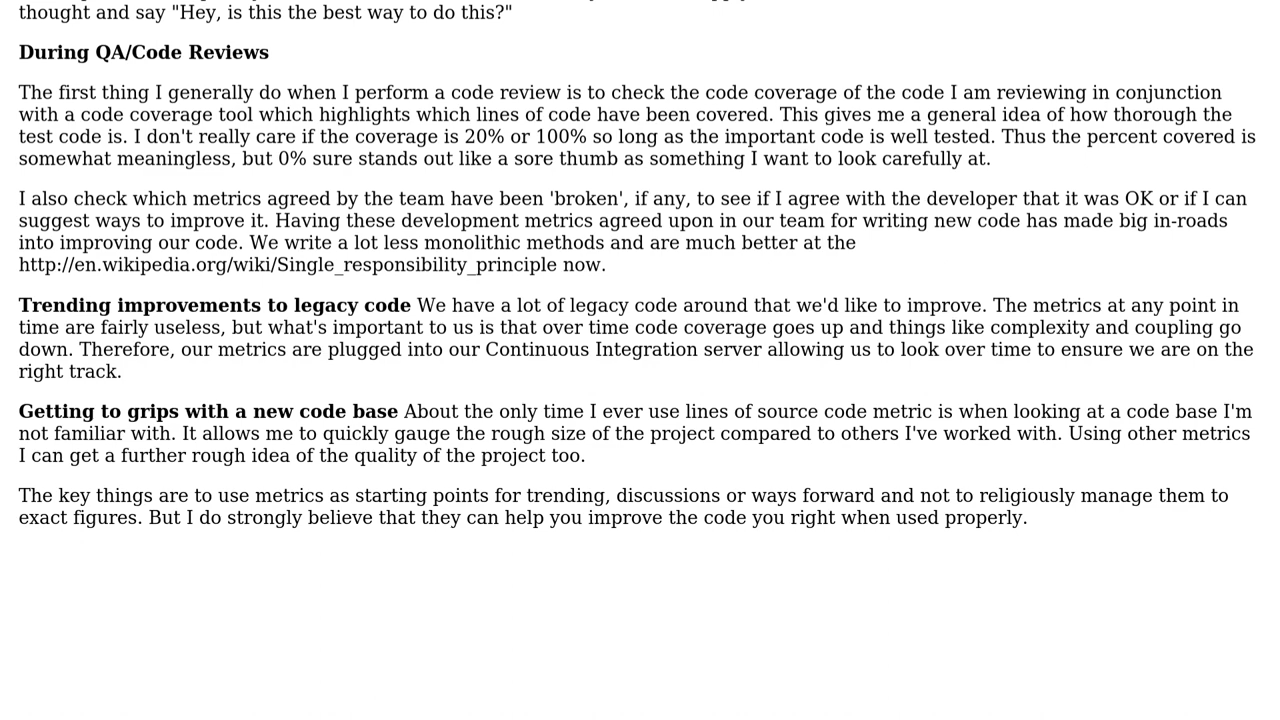 thought and say "Hey, is this the best way to do this?"
During QA/Code Reviews
The first thing I generally do when I perform a code review is to check the code coverage of the code I am reviewing in conjunction
with a code coverage tool which highlights which lines of code have been covered. This gives me a general idea of how thorough the
test code is. I don't really care if the coverage is 20% or 100% so long as the important code is well tested. Thus the percent covered is
somewhat meaningless, but 0% sure stands out like a sore thumb as something I want to look carefully at.
I also check which metrics agreed by the team have been 'broken', if any, to see if I agree with the developer that it was OK or if I can
suggest ways to improve it. Having these development metrics agreed upon in our team for writing new code has made big in-roads
into improving our code. We write a lot less monolithic methods and are much better at the
http://en.wikipedia.org/wiki/Single_responsibility_principle now.
Trending improvements to legacy code We have a lot of legacy code around that we'd like to improve. The metrics at any point in
time are fairly useless, but what's important to us is that over time code coverage goes up and things like complexity and coupling go
down. Therefore, our metrics are plugged into our Continuous Integration server allowing us to look over time to ensure we are on the
right track.
Getting to grips with a new code base About the only time I ever use lines of source code metric is when looking at a code base I'm
not familiar with. It allows me to quickly gauge the rough size of the project compared to others I've worked with. Using other metrics
I can get a further rough idea of the quality of the project too.
The key things are to use metrics as starting points for trending, discussions or ways forward and not to religiously manage them to
exact figures. But I do strongly believe that they can help you improve the code you right when used properly.